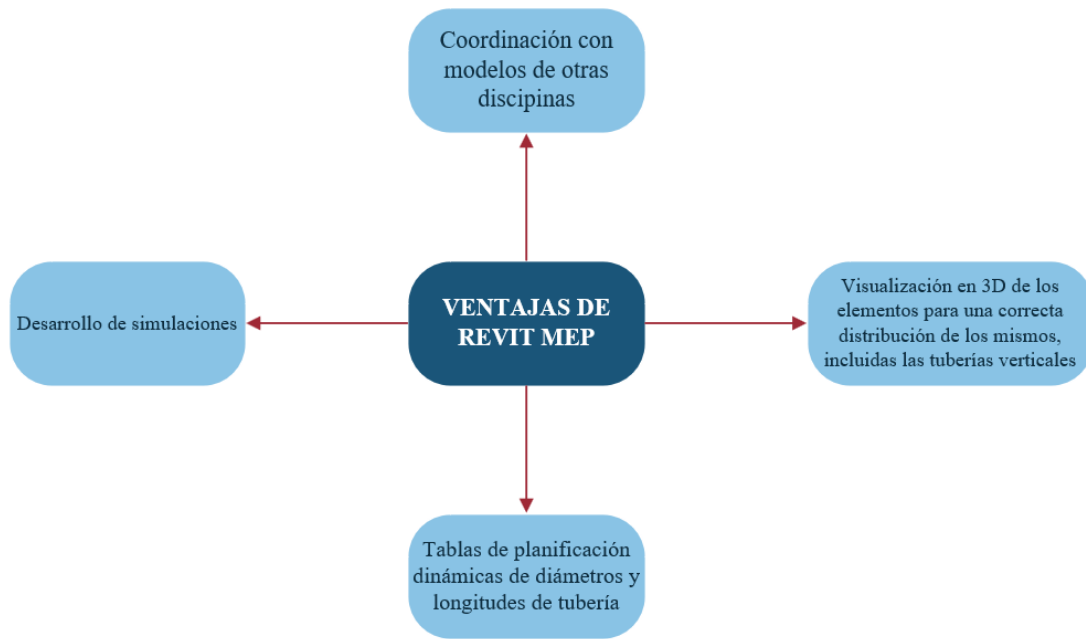 Coordinación con
modelos de otras
discipinas
Desarrollo de simulaciones
VENTAJAS DE
REVIT MEP
Visualización en 3D de los
elementos para una correcta
distribución de los mismos,
incluidas las tuberías verticales
Tablas de planificación
dinámicas de diámetros y
longitudes de tubería